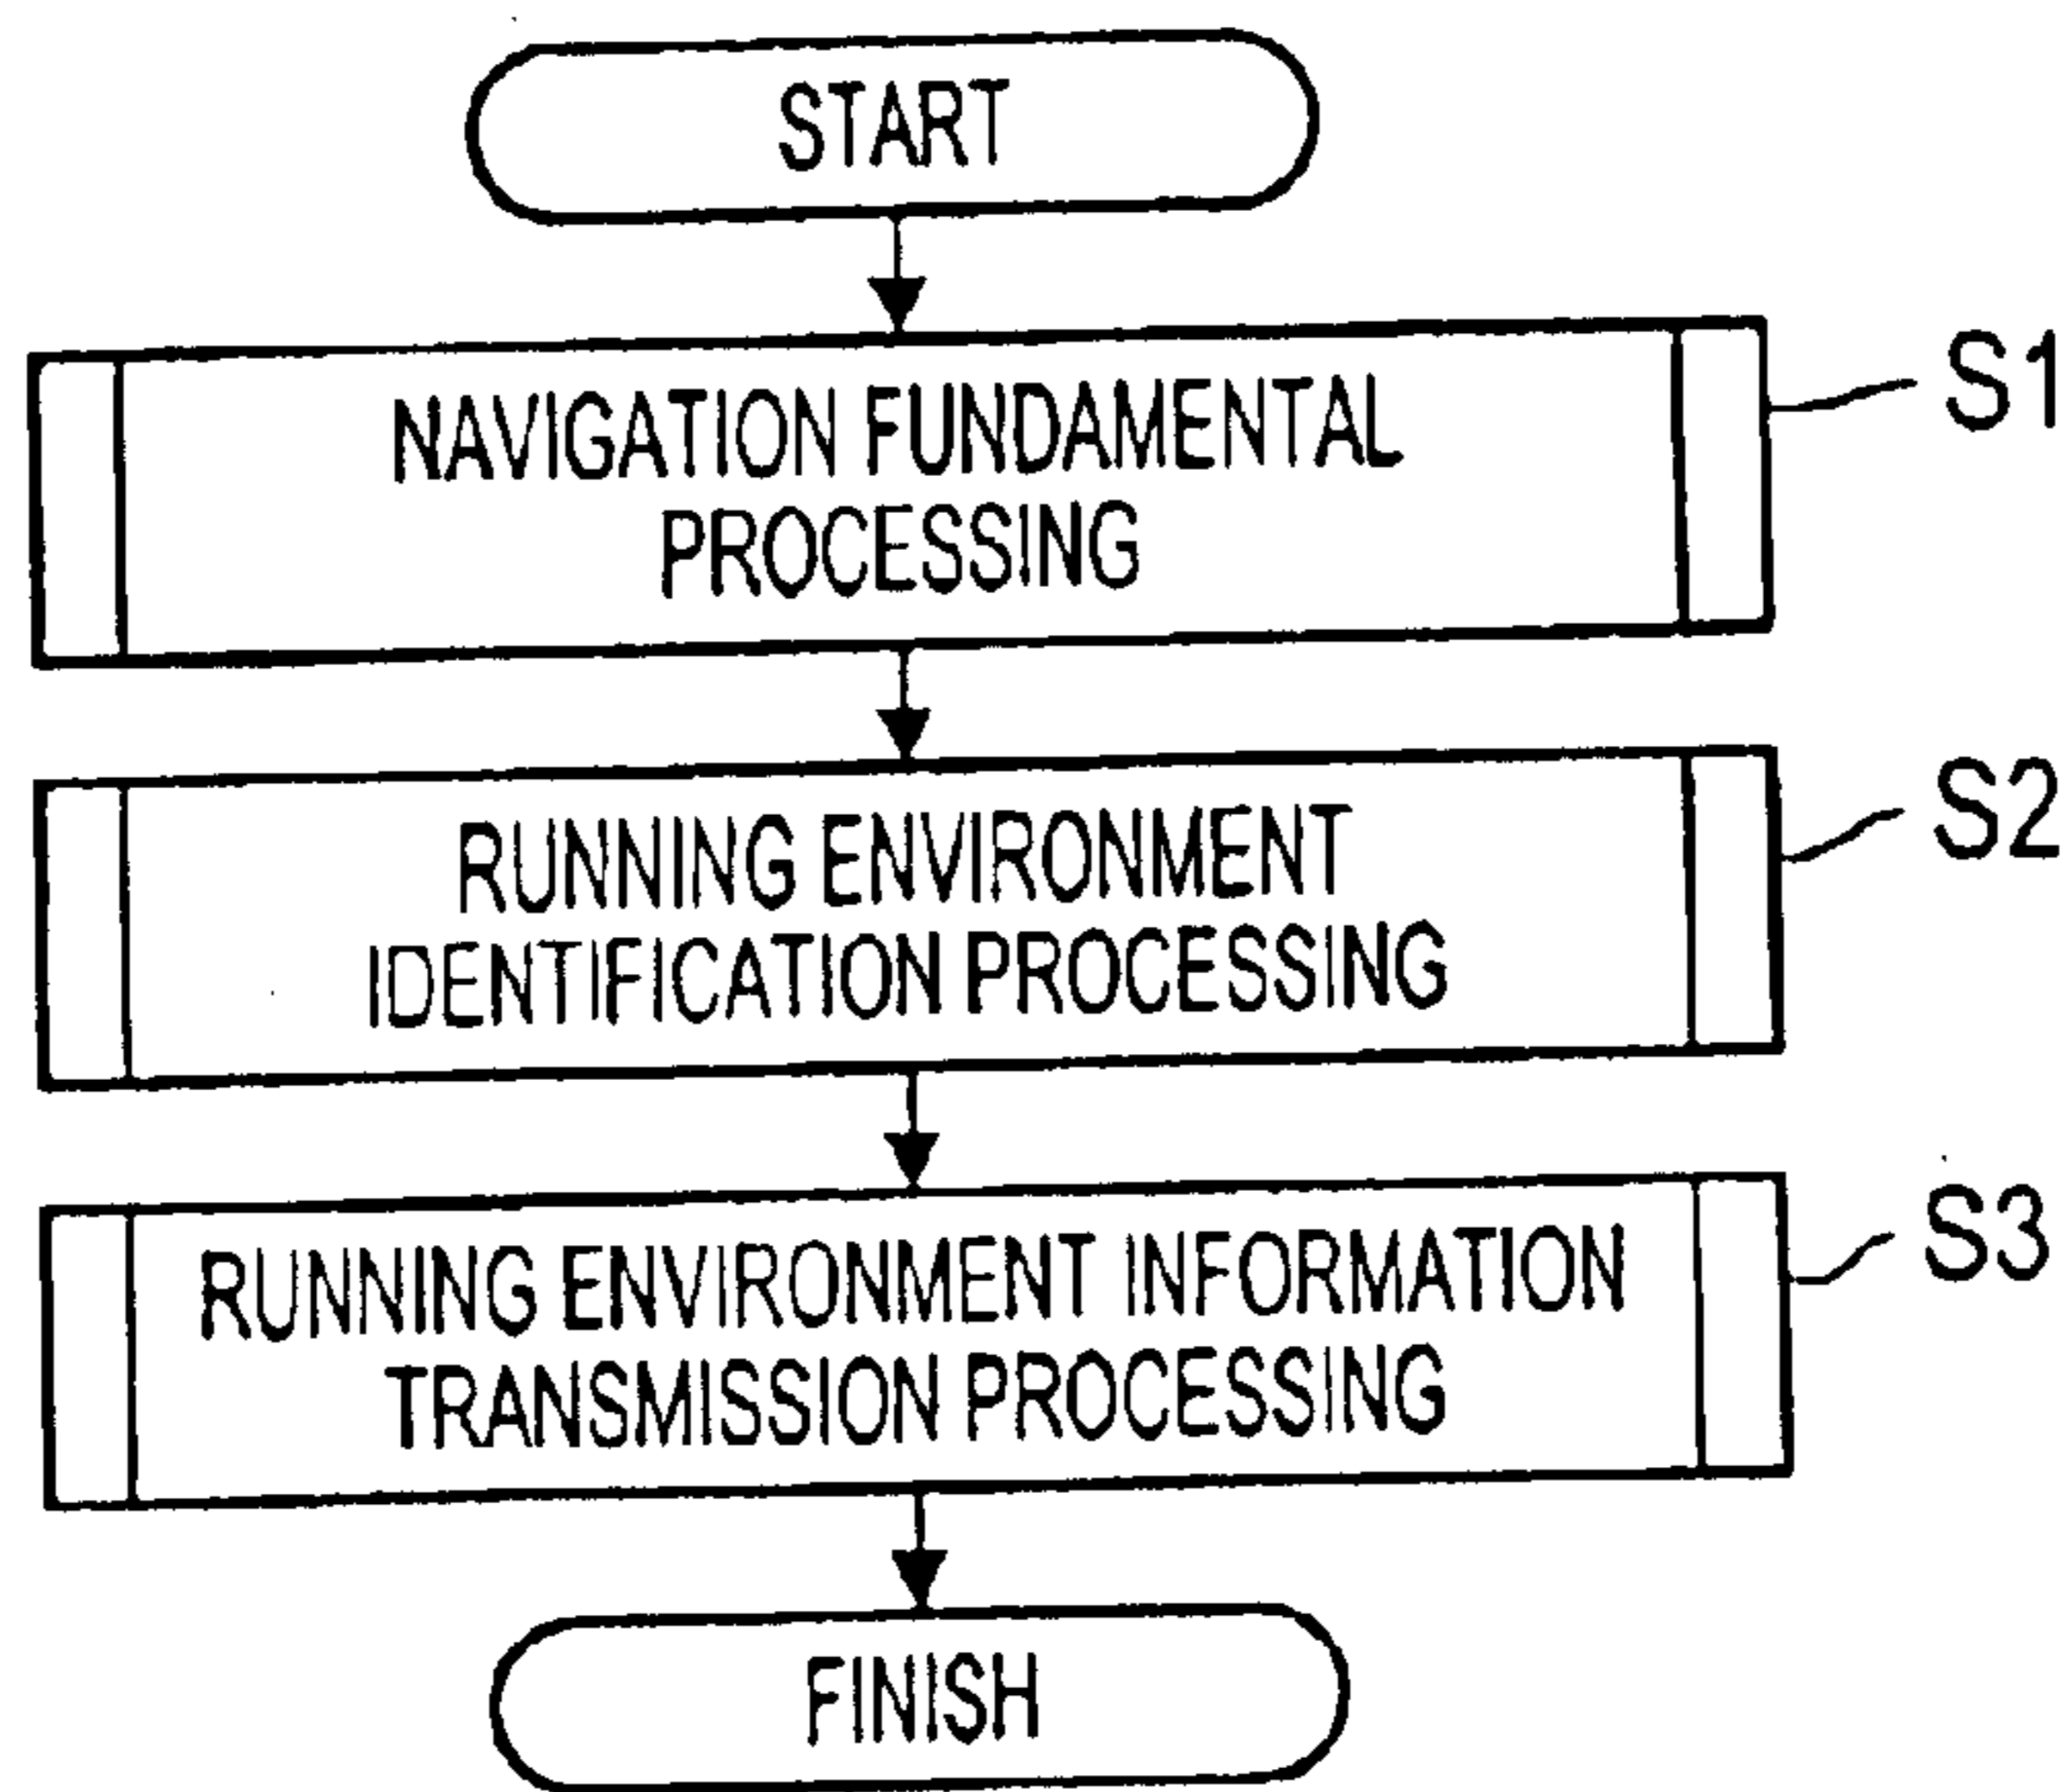 START
NAVIGATION FUNDAMENTAL
PROCESSING
S1
RUNNING ENVIRONMENT
IDENTIFICATION PROCESSING
S2
RUNNING ENVIRONMENT INFORMATION
TRANSMISSION PROCESSING
S3
FINISH